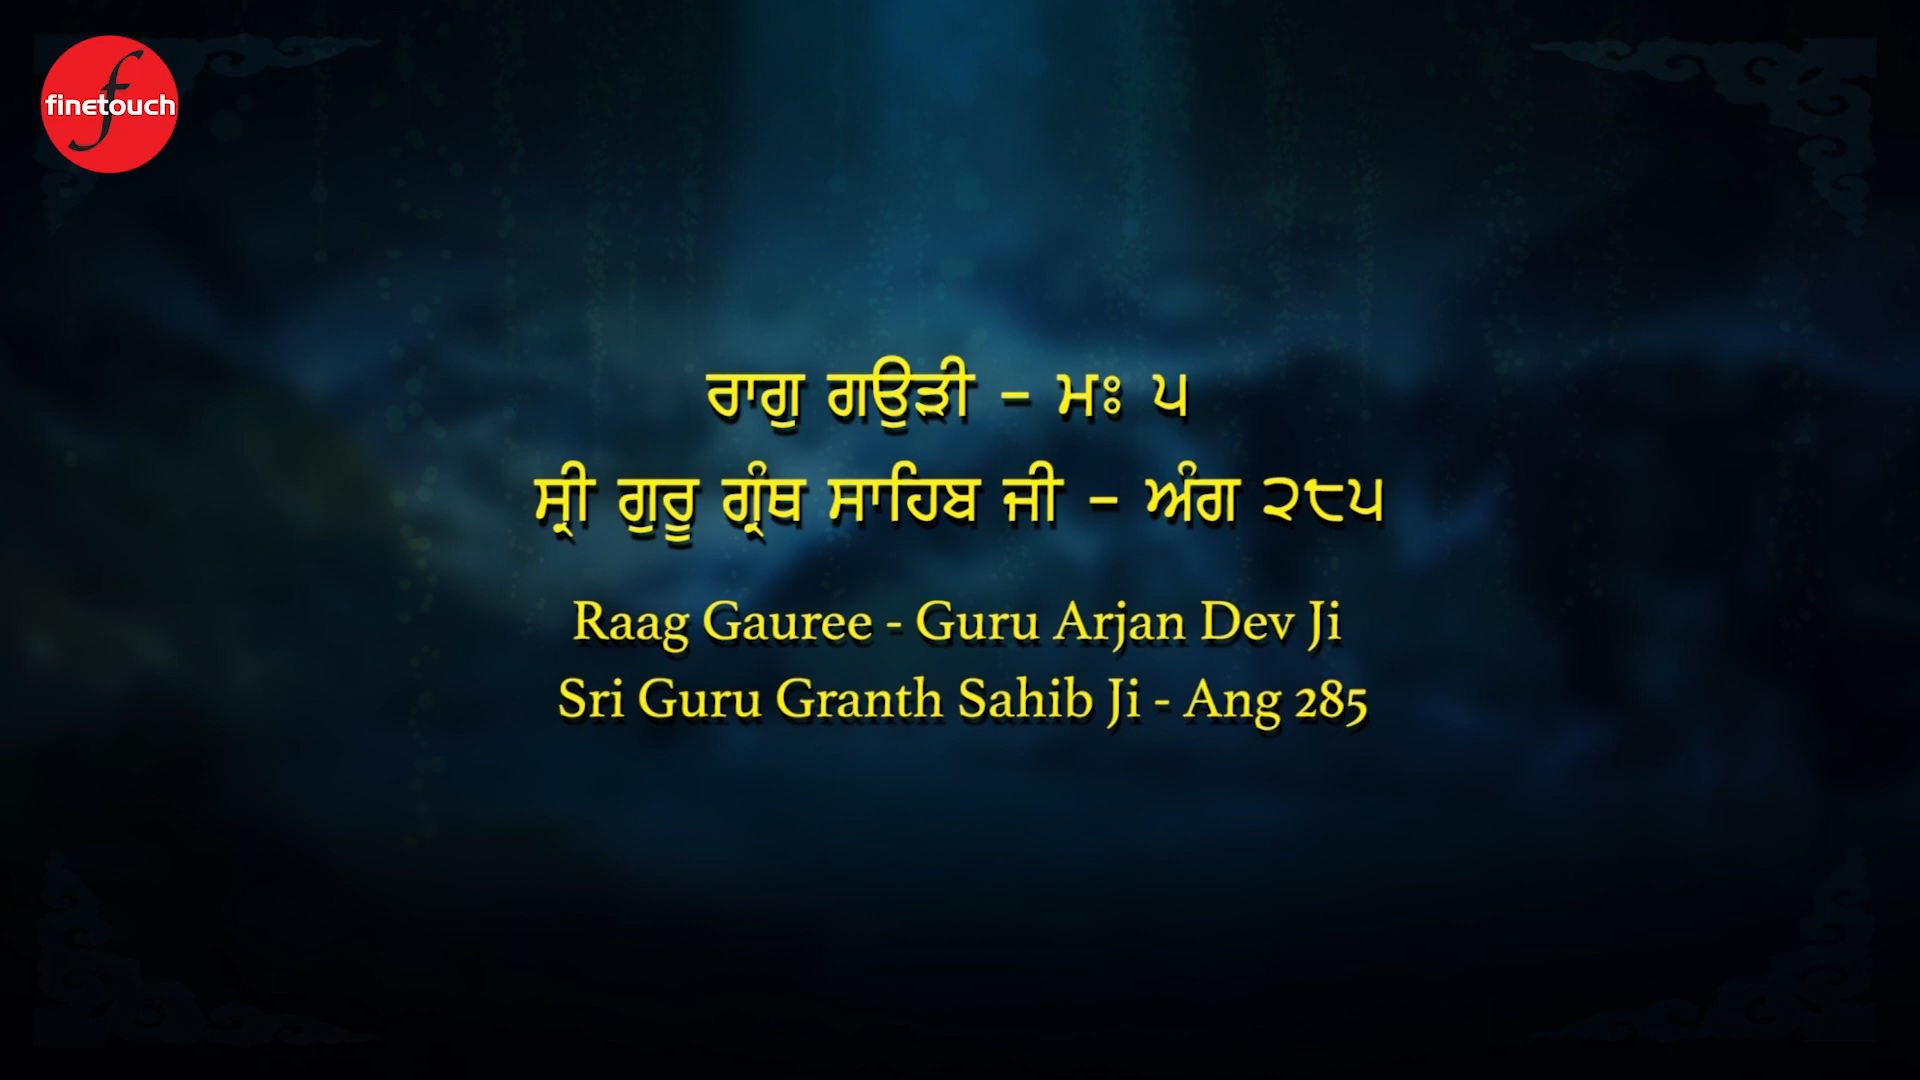 finetouch
ਰਾਗੁ ਗਉੜੀ - ਮਃ ੫
ਸ੍ਰੀ ਗੁਰੂ ਗ੍ਰੰਥ ਸਾਹਿਬ ਜੀ - ਅੰਗ ੨੮੫
Raag Gauree - Guru Arjan Dev Ji
Sri Guru Granth Sahib Ji - Ang 285